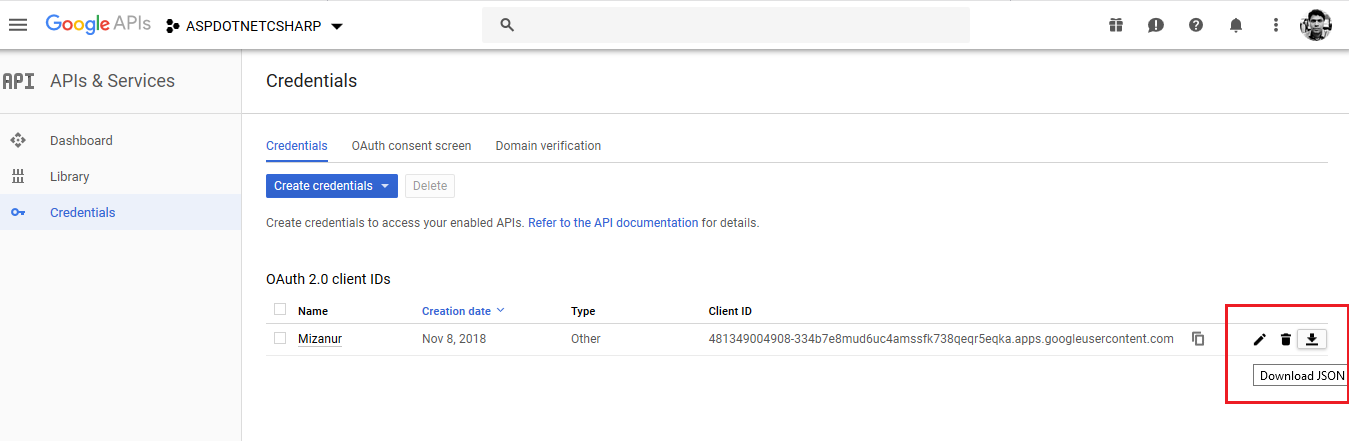 Google APIs ASPDOTNETCSHARP
API APIs & Services Credentials
Dashboard
Library
Credentials
Credentials OAuth consent screen Domain verification
Create credentials Delete
Create credentials to access your enabled APIs. Refer to the API documentation for details.
OAuth 2.0 client IDs
Name Creation date Type Client ID
Mizanur Nov 8, 2018 Other 481349004908-334b7e8mud6uc4amssfk738qeqr5eqka.apps.googleusercontent.com
Download JSON